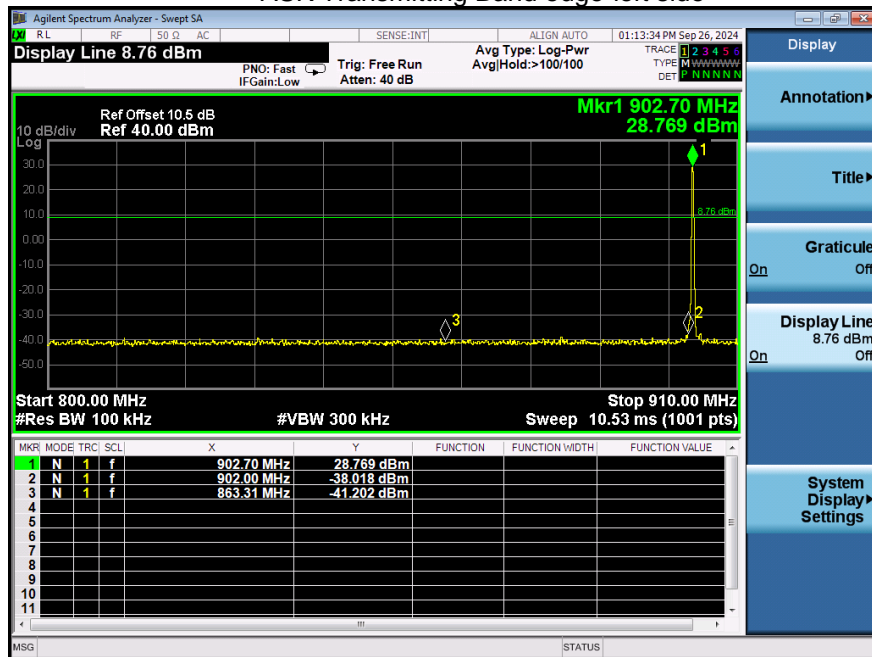 Agilent Spectrum Analyzer - Swept SA
LXI RL RF 50 Ω AC SENSE:INT ALIGN AUTO 01:13:34 PM Sep 26, 2024
Display Line 8.76 dBm
PNO: Fast
IFGain:Low
Trig: Free Run
Atten: 40 dB
Avg Type: Log-Pwr
Avg|Hold:>100/100
TRACE 1 2 3 4 5 6
TYPE M WWWWW
DET P N N N N N
Display
Annotation
Title
Graticule
On Off
Display Line
8.76 dBm
On Off
System
Display
Settings
Mkr1 902.70 MHz
28.769 dBm
Ref Offset 10.5 dB
10 dB/div Ref 40.00 dBm
Log
30.0
20.0
10.0
0.00
-10.0
-20.0
-30.0
-40.0
-50.0
1
8.76 dBm
2
3
Start 800.00 MHz Stop 910.00 MHz
#Res BW 100 kHz #VBW 300 kHz Sweep 10.53 ms (1001 pts)
MKR MODE TRC SCL X Y FUNCTION FUNCTION WIDTH FUNCTION VALUE
1 N 1 f 902.70 MHz 28.769 dBm
2 N 1 f 902.00 MHz -38.018 dBm
3 N 1 f 863.31 MHz -41.202 dBm
4
5
6
7
8
9
10
11
MSG STATUS